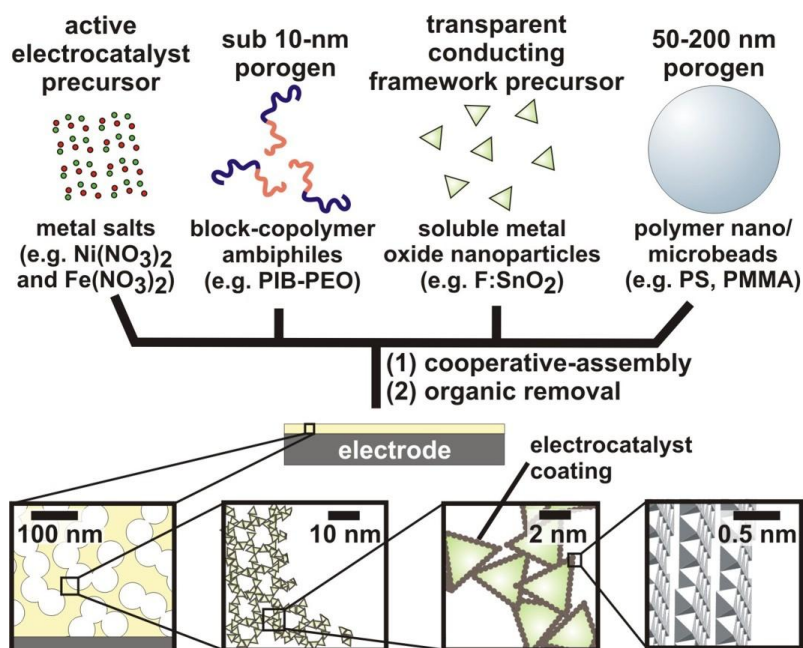 active
electrocatalyst
precursor
sub 10-nm
porogen
transparent
conducting
framework precursor
50-200 nm
porogen
metal salts
(e.g. Ni(NO₃)₂
and Fe(NO₃)₂)
block-copolymer
ambiphiles
(e.g. PIB-PEO)
soluble metal
oxide nanoparticles
(e.g. F:SnO₂)
polymer nano/
microbeads
(e.g. PS, PMMA)
(1) cooperative-assembly
(2) organic removal
electrode
electrocatalyst
coating
100 nm
10 nm
2 nm
0.5 nm